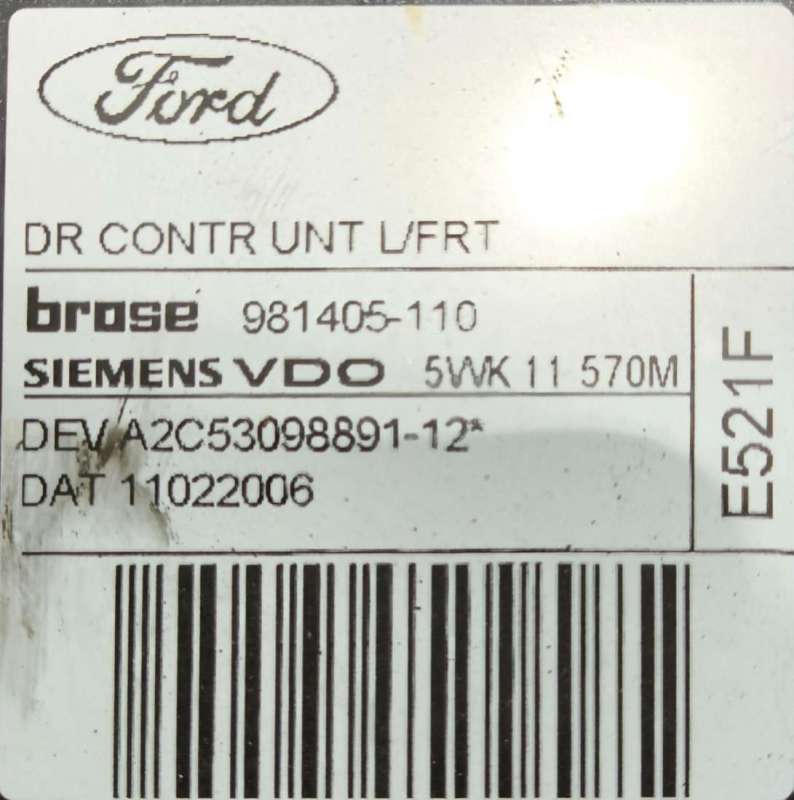 Ford
DR CONTR UNT L/FRT
brose 981405-110
SIEMENS VDO 5WK 11 570M
DEV A2C53098891-12*
DAT 11022006
E521F